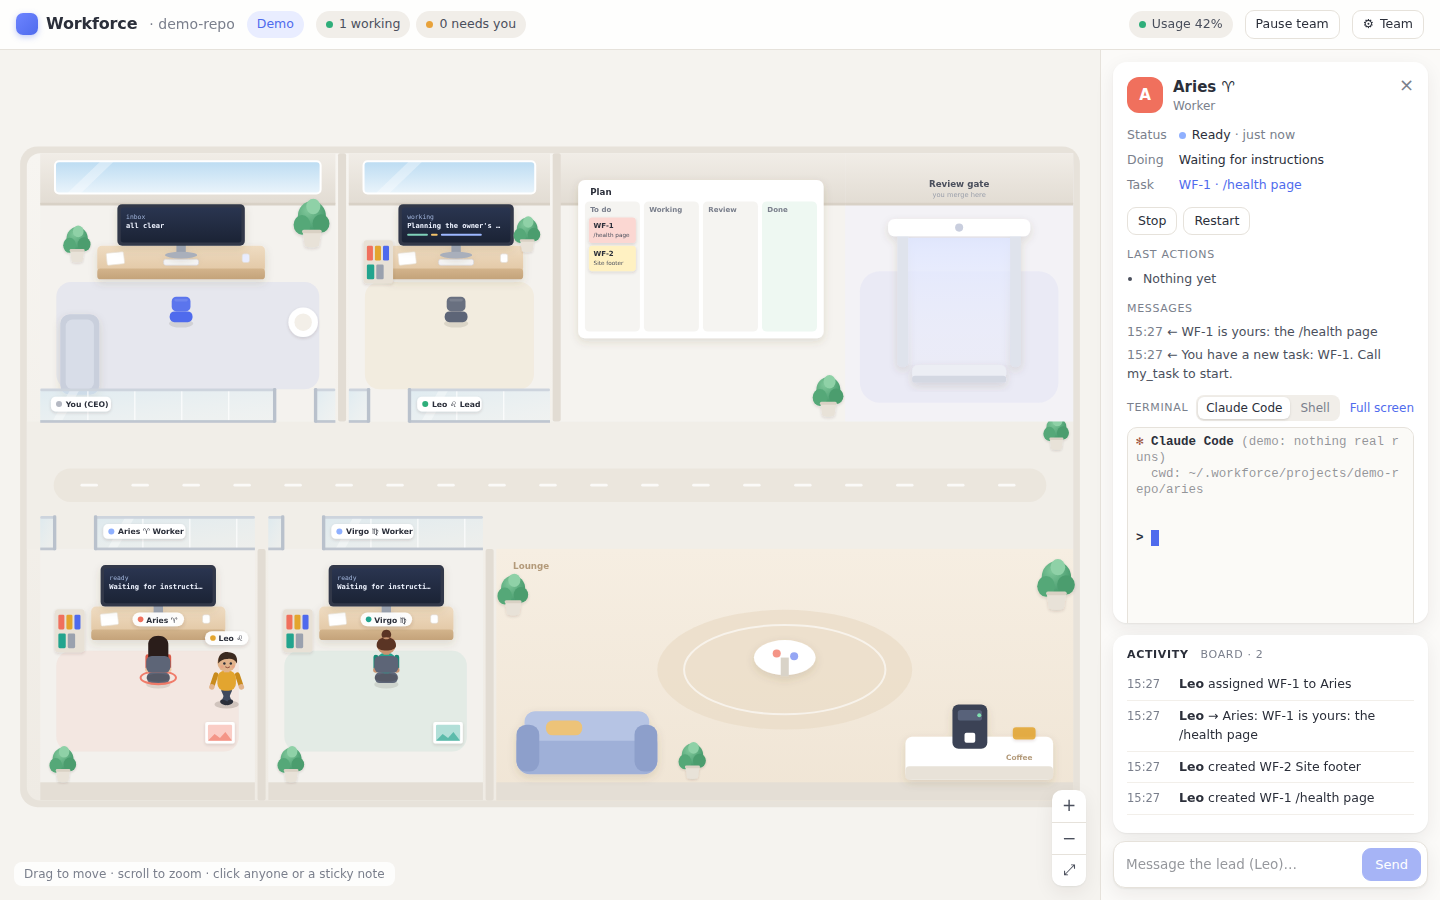 Workforce · demo-repo Demo 1 working 0 needs you Usage 42% Pause team ⚙ Team
inbox
all clear
working
Planning the owner's …
Plan
To do Working Review Done
WF-1
/health page
WF-2
Site footer
Review gate
you merge here
You (CEO)
Leo ♌ Lead
Aries ♈ Worker
Virgo ♍ Worker
ready
Waiting for instructi…
ready
Waiting for instructi…
Aries ♈
Leo ♌
Virgo ♍
Lounge
Coffee
+
−
⤢
Drag to move · scroll to zoom · click anyone or a sticky note
A
Aries ♈
Worker
×
Status Ready · just now
Doing Waiting for instructions
Task WF-1 · /health page
Stop Restart
LAST ACTIONS
• Nothing yet
MESSAGES
15:27 ← WF-1 is yours: the /health page
15:27 ← You have a new task: WF-1. Call
my_task to start.
TERMINAL Claude Code Shell Full screen
✻ Claude Code (demo: nothing real r
uns)
cwd: ~/.workforce/projects/demo-r
epo/aries
>
ACTIVITY BOARD · 2
15:27 Leo assigned WF-1 to Aries
15:27 Leo → Aries: WF-1 is yours: the
/health page
15:27 Leo created WF-2 Site footer
15:27 Leo created WF-1 /health page
Message the lead (Leo)… Send